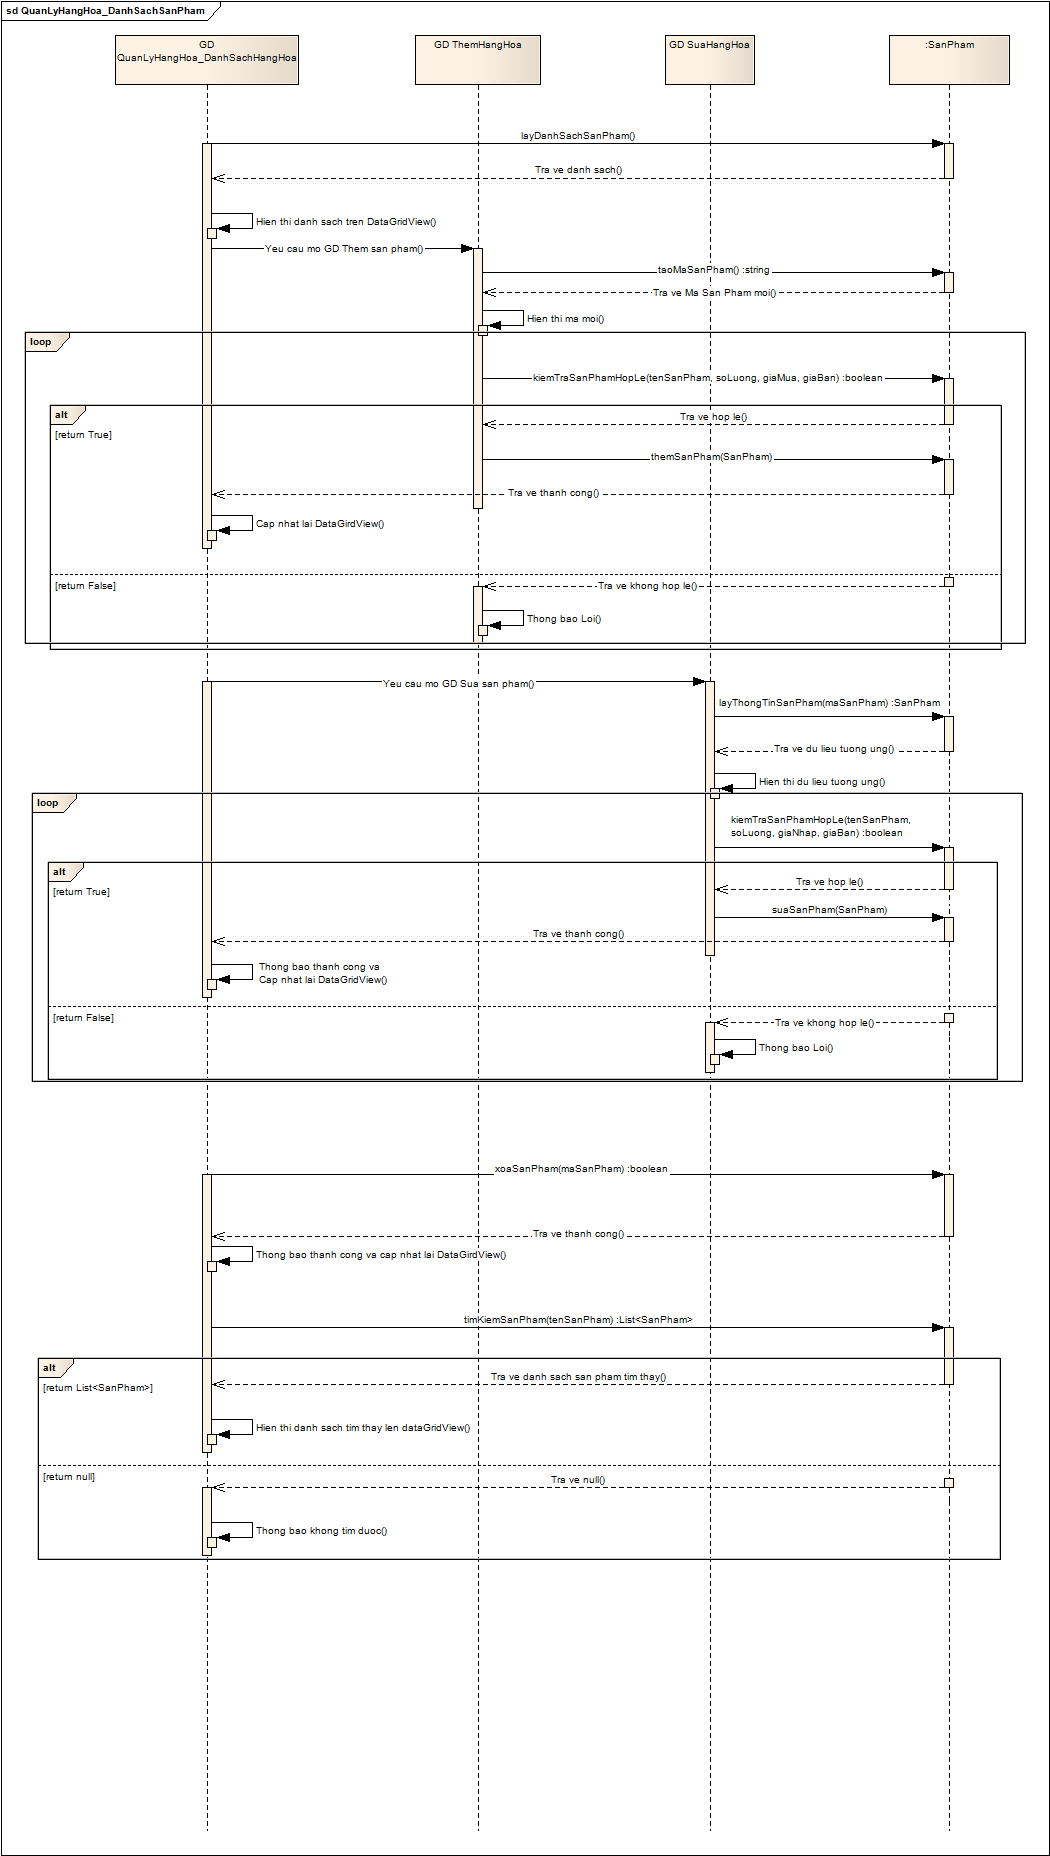 sd QuanLyHangHoa_DanhSachSanPham
GD
QuanLyHangHoa_DanhSachHangHoa
GD ThemHangHoa
GD SuaHangHoa
:SanPham
layDanhSachSanPham()
Tra ve danh sach()
Hien thi danh sach tren DataGridView()
Yeu cau mo GD Them san pham()
taoMaSanPham() :string
Tra ve Ma San Pham moi()
Hien thi ma moi()
loop
kiemTraSanPhamHopLe(tenSanPham, soLuong, giaMua, giaBan) :boolean
alt
[return True]
Tra ve hop le()
themSanPham(SanPham)
Tra ve thanh cong()
Cap nhat lai DataGirdView()
[return False]
Tra ve khong hop le()
Thong bao Loi()
Yeu cau mo GD Sua san pham()
layThongTinSanPham(maSanPham) :SanPham
Tra ve du lieu tuong ung()
Hien thi du lieu tuong ung()
loop
kiemTraSanPhamHopLe(tenSanPham,
soLuong, giaNhap, giaBan) :boolean
alt
[return True]
Tra ve hop le()
suaSanPham(SanPham)
Tra ve thanh cong()
Thong bao thanh cong va
Cap nhat lai DataGirdView()
[return False]
Tra ve khong hop le()
Thong bao Loi()
xoaSanPham(maSanPham) :boolean
Tra ve thanh cong()
Thong bao thanh cong va cap nhat lai DataGirdView()
timKiemSanPham(tenSanPham) :List<SanPham>
alt
[return List<SanPham>]
Tra ve danh sach san pham tim thay()
Hien thi danh sach tim thay len dataGridView()
[return null]
Tra ve null()
Thong bao khong tim duoc()